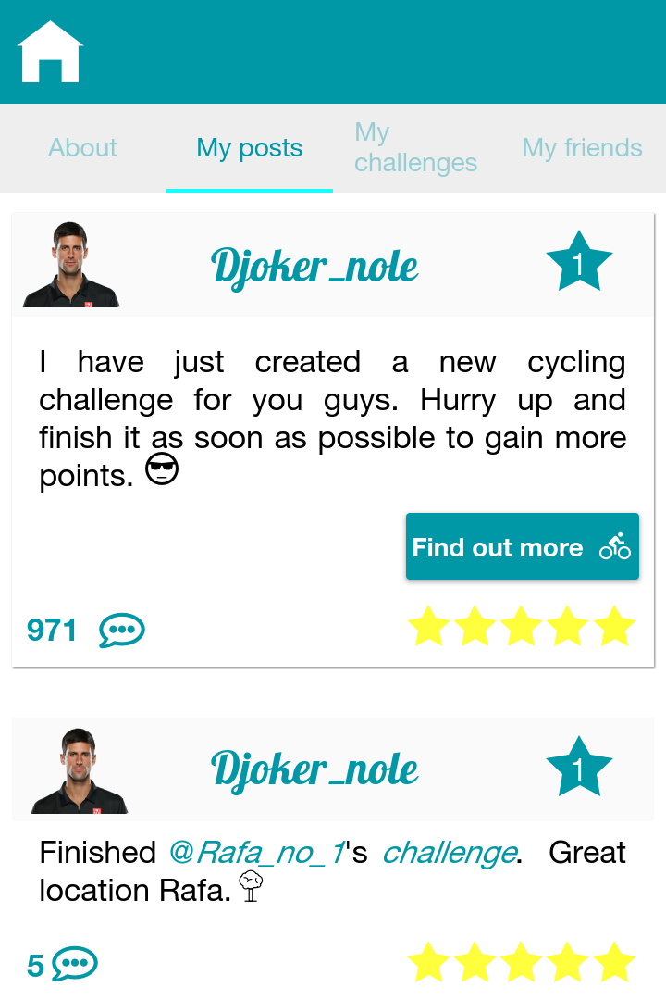 About
My posts
My
challenges
My friends
Djoker_nole
1
I have just created a new cycling
challenge for you guys. Hurry up and
finish it as soon as possible to gain more
points.
Find out more
971
Djoker_nole
1
Finished @Rafa_no_1's challenge. Great
location Rafa.
5